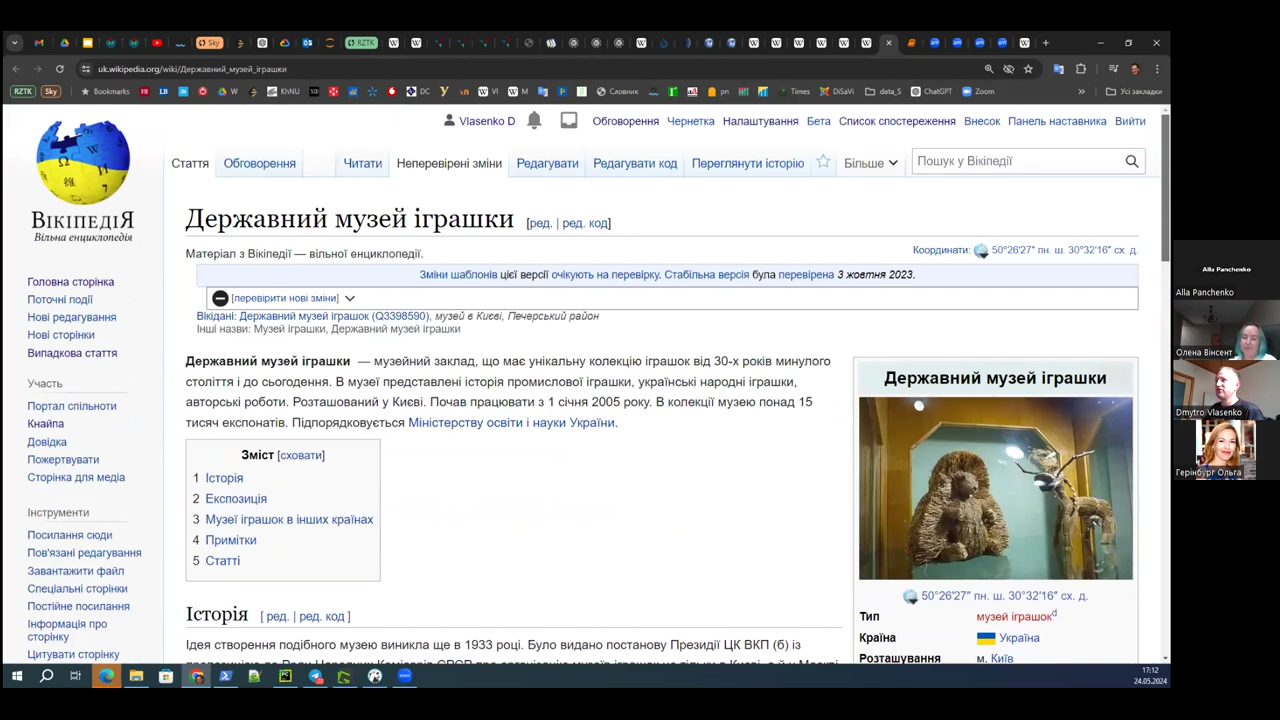 Sky
RZTK
uk.wikipedia.org/wiki/Державний_музей_іграшки
RZTK Sky Bookmarks LB W KhNU DC VI M Словник pn Times DiSaVi data_S ChatGPT Zoom Усі закладки
Vlasenko D Обговорення Чернетка Налаштування Бета Список спостереження Внесок Панель наставника Вийти
ВІКІПЕДІЯ
Вільна енциклопедія
Стаття Обговорення Читати Неперевірені зміни Редагувати Редагувати код Переглянути історію Більше Пошук у Вікіпедії
Державний музей іграшки [ред. | ред. код]
Матеріал з Вікіпедії — вільної енциклопедії.
Координати: 50°26′27″ пн. ш. 30°32′16″ сх. д.
Зміни шаблонів цієї версії очікують на перевірку. Стабільна версія була перевірена 3 жовтня 2023.
[перевірити нові зміни]
Вікідані: Державний музей іграшок (Q3398590), музей в Києві, Печерський район
Інші назви: Музей іграшки, Державний музей іграшки
Державний музей іграшки — музейний заклад, що має унікальну колекцію іграшок від 30-х років минулого
століття і до сьогодення. В музеї представлені історія промислової іграшки, українські народні іграшки,
авторські роботи. Розташований у Києві. Почав працювати з 1 січня 2005 року. В колекції музею понад 15
тисяч експонатів. Підпорядковується Міністерству освіти і науки України.
Зміст [сховати]
1 Історія
2 Експозиція
3 Музеї іграшок в інших країнах
4 Примітки
5 Статті
Історія [ ред. | ред. код ]
Ідея створення подібного музею виникла ще в 1933 році. Було видано постанову Президії ЦК ВКП (б) із
Державний музей іграшки
50°26′27″ пн. ш. 30°32′16″ сх. д.
Тип музей іграшокd
Країна Україна
Розташування м. Київ
Головна сторінка
Поточні події
Нові редагування
Нові сторінки
Випадкова стаття
Участь
Портал спільноти
Кнайпа
Довідка
Пожертвувати
Сторінка для медіа
Інструменти
Посилання сюди
Пов'язані редагування
Завантажити файл
Спеціальні сторінки
Постійне посилання
Інформація про
сторінку
Цитувати сторінку
Alla Panchenko
Alla Panchenko
Олена Вінсент
Dmytro Vlasenko
Герінбург Ольга
17:12
24.05.2024